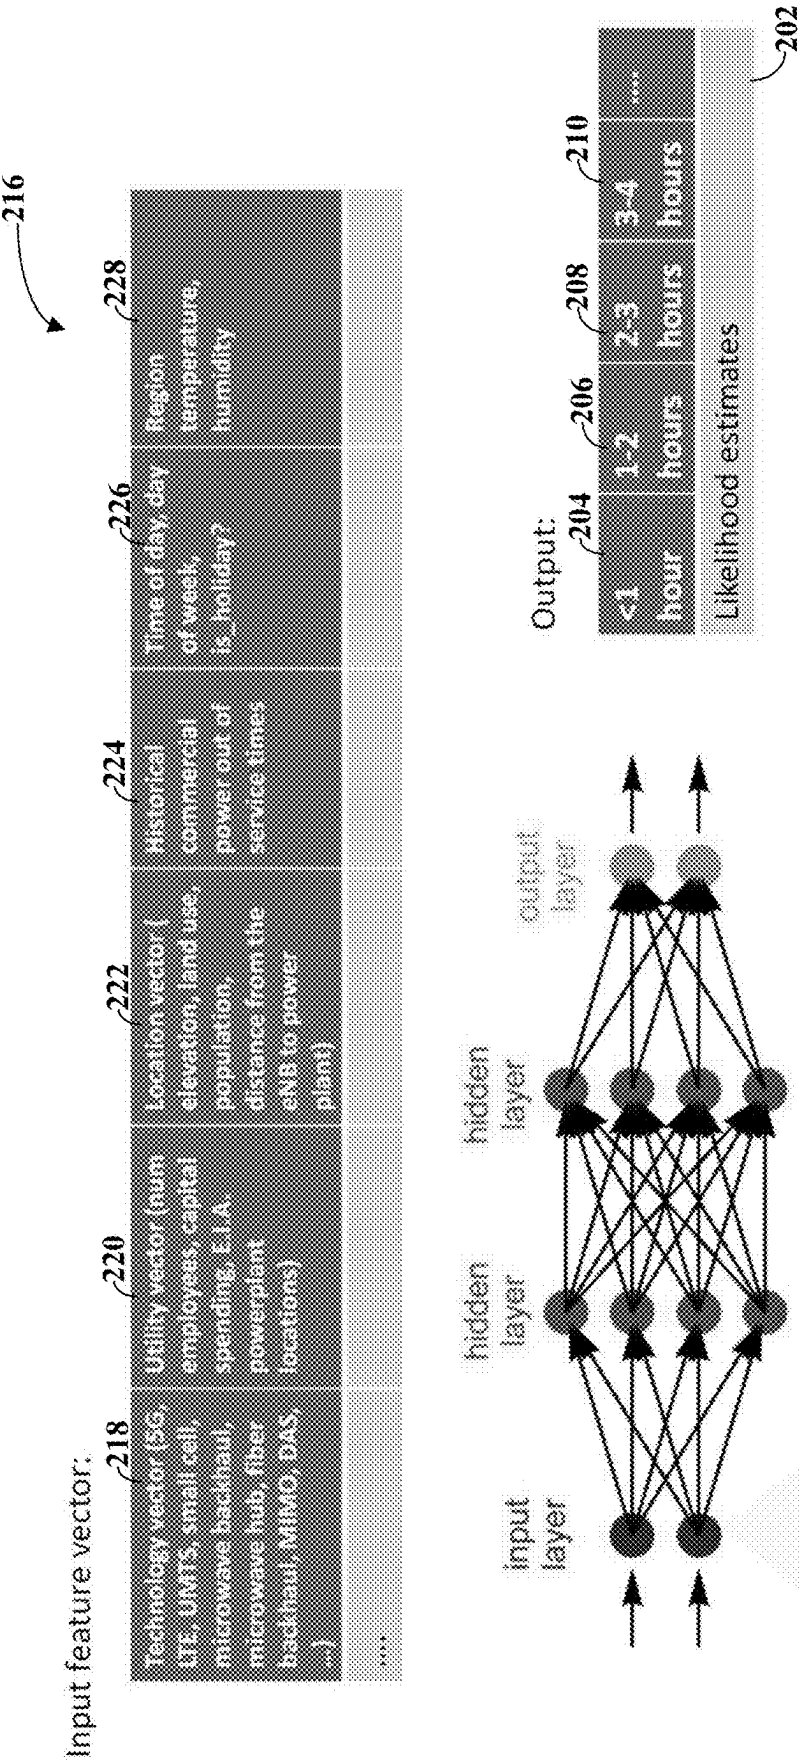 216
Input feature vector:
218
220
222
224
226
228
Technology vector (5G,
LTE, UMTS, small cell,
microwave backhaul,
microwave hub, fiber
backhaul, MIMO, DAS,
...)
Utility vector (num
employees, capital
spending, E.I.A.
powerplant
locations)
Location vector (
elevation, land use,
population,
distance from the
eNB to power
plant)
Historical
commercial
power out of
service times
Time of day, day
of week,
is_holiday?
Region
temperature,
humidity
....
input
layer
hidden
layer
hidden
layer
output
layer
Output:
204
206
208
210
<1
hour
1-2
hours
2-3
hours
3-4
hours
....
Likelihood estimates
202